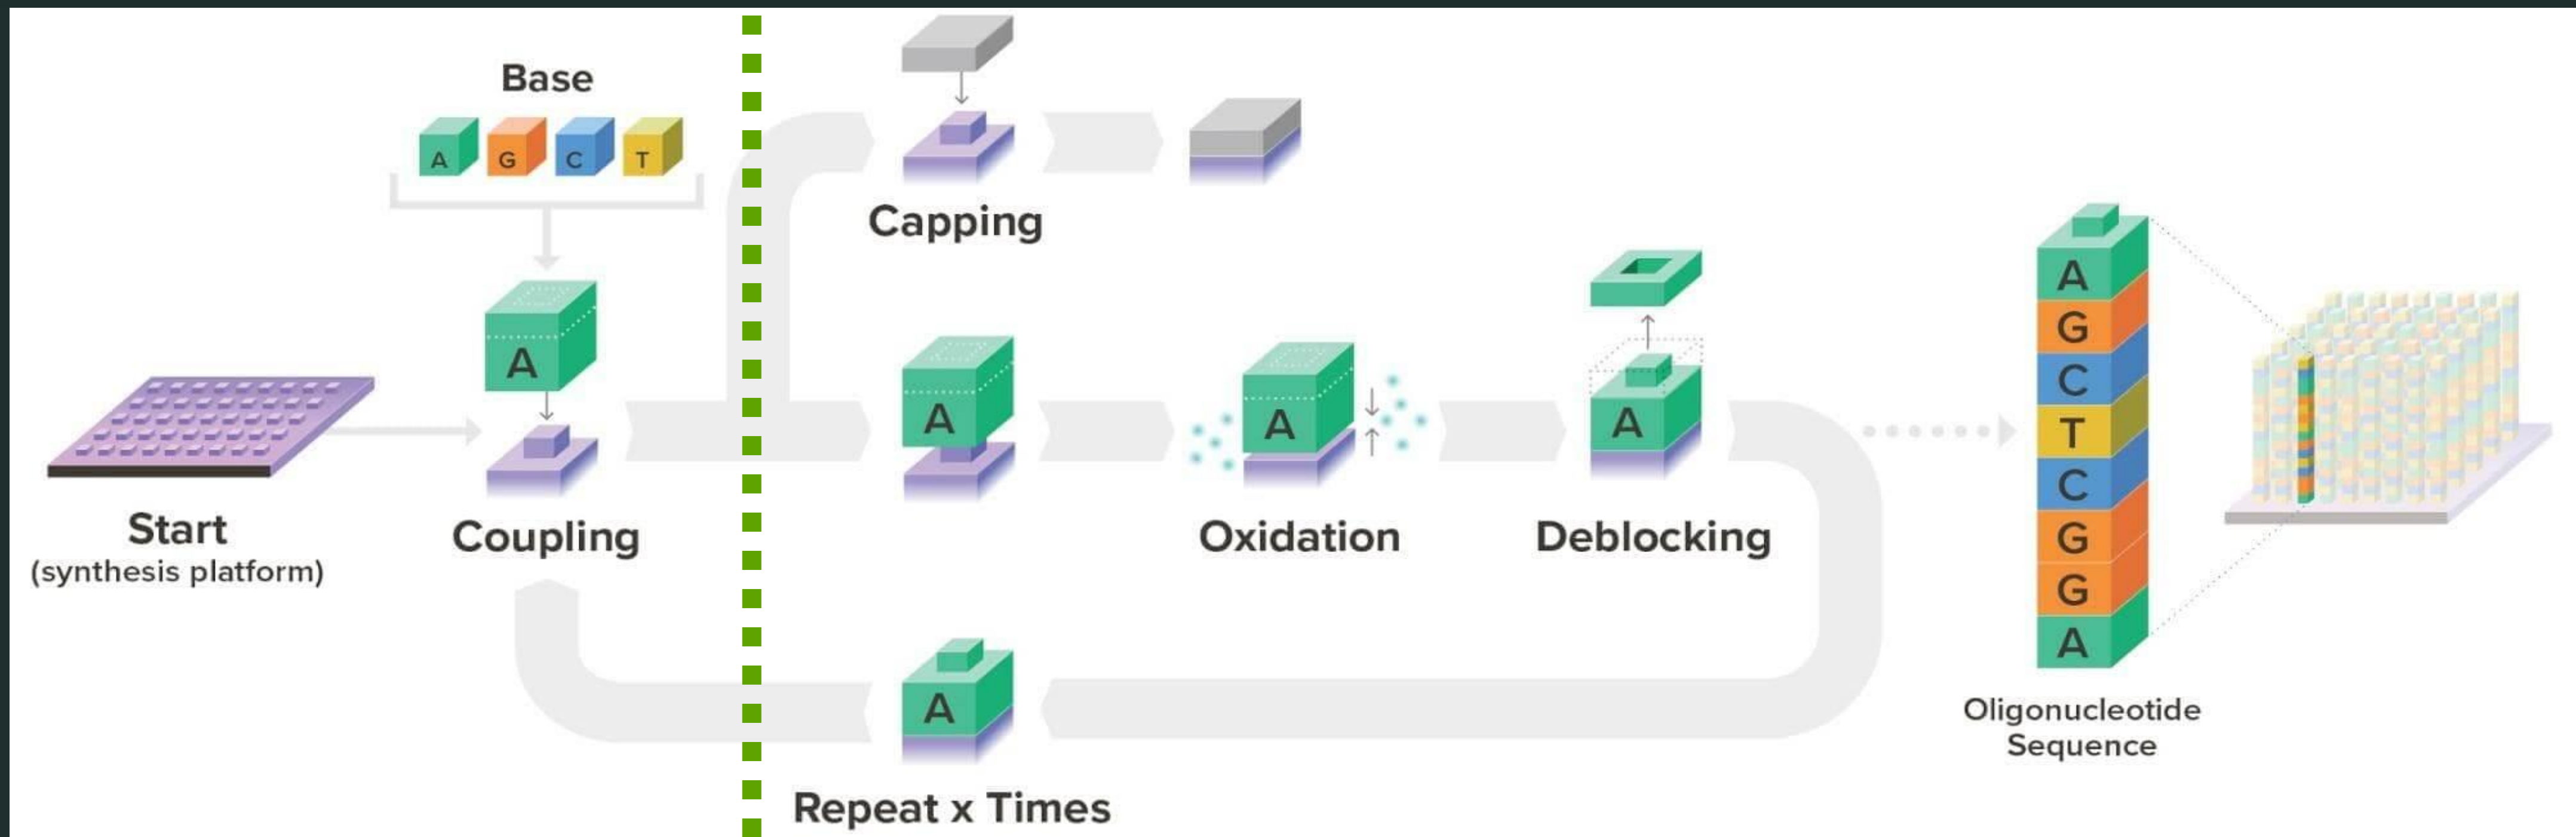 Base
A G C T
A
Start
(synthesis platform)
Coupling
Capping
A
A
Oxidation
A
Deblocking
A
Repeat x Times
A
G
C
T
C
G
G
A
Oligonucleotide
Sequence